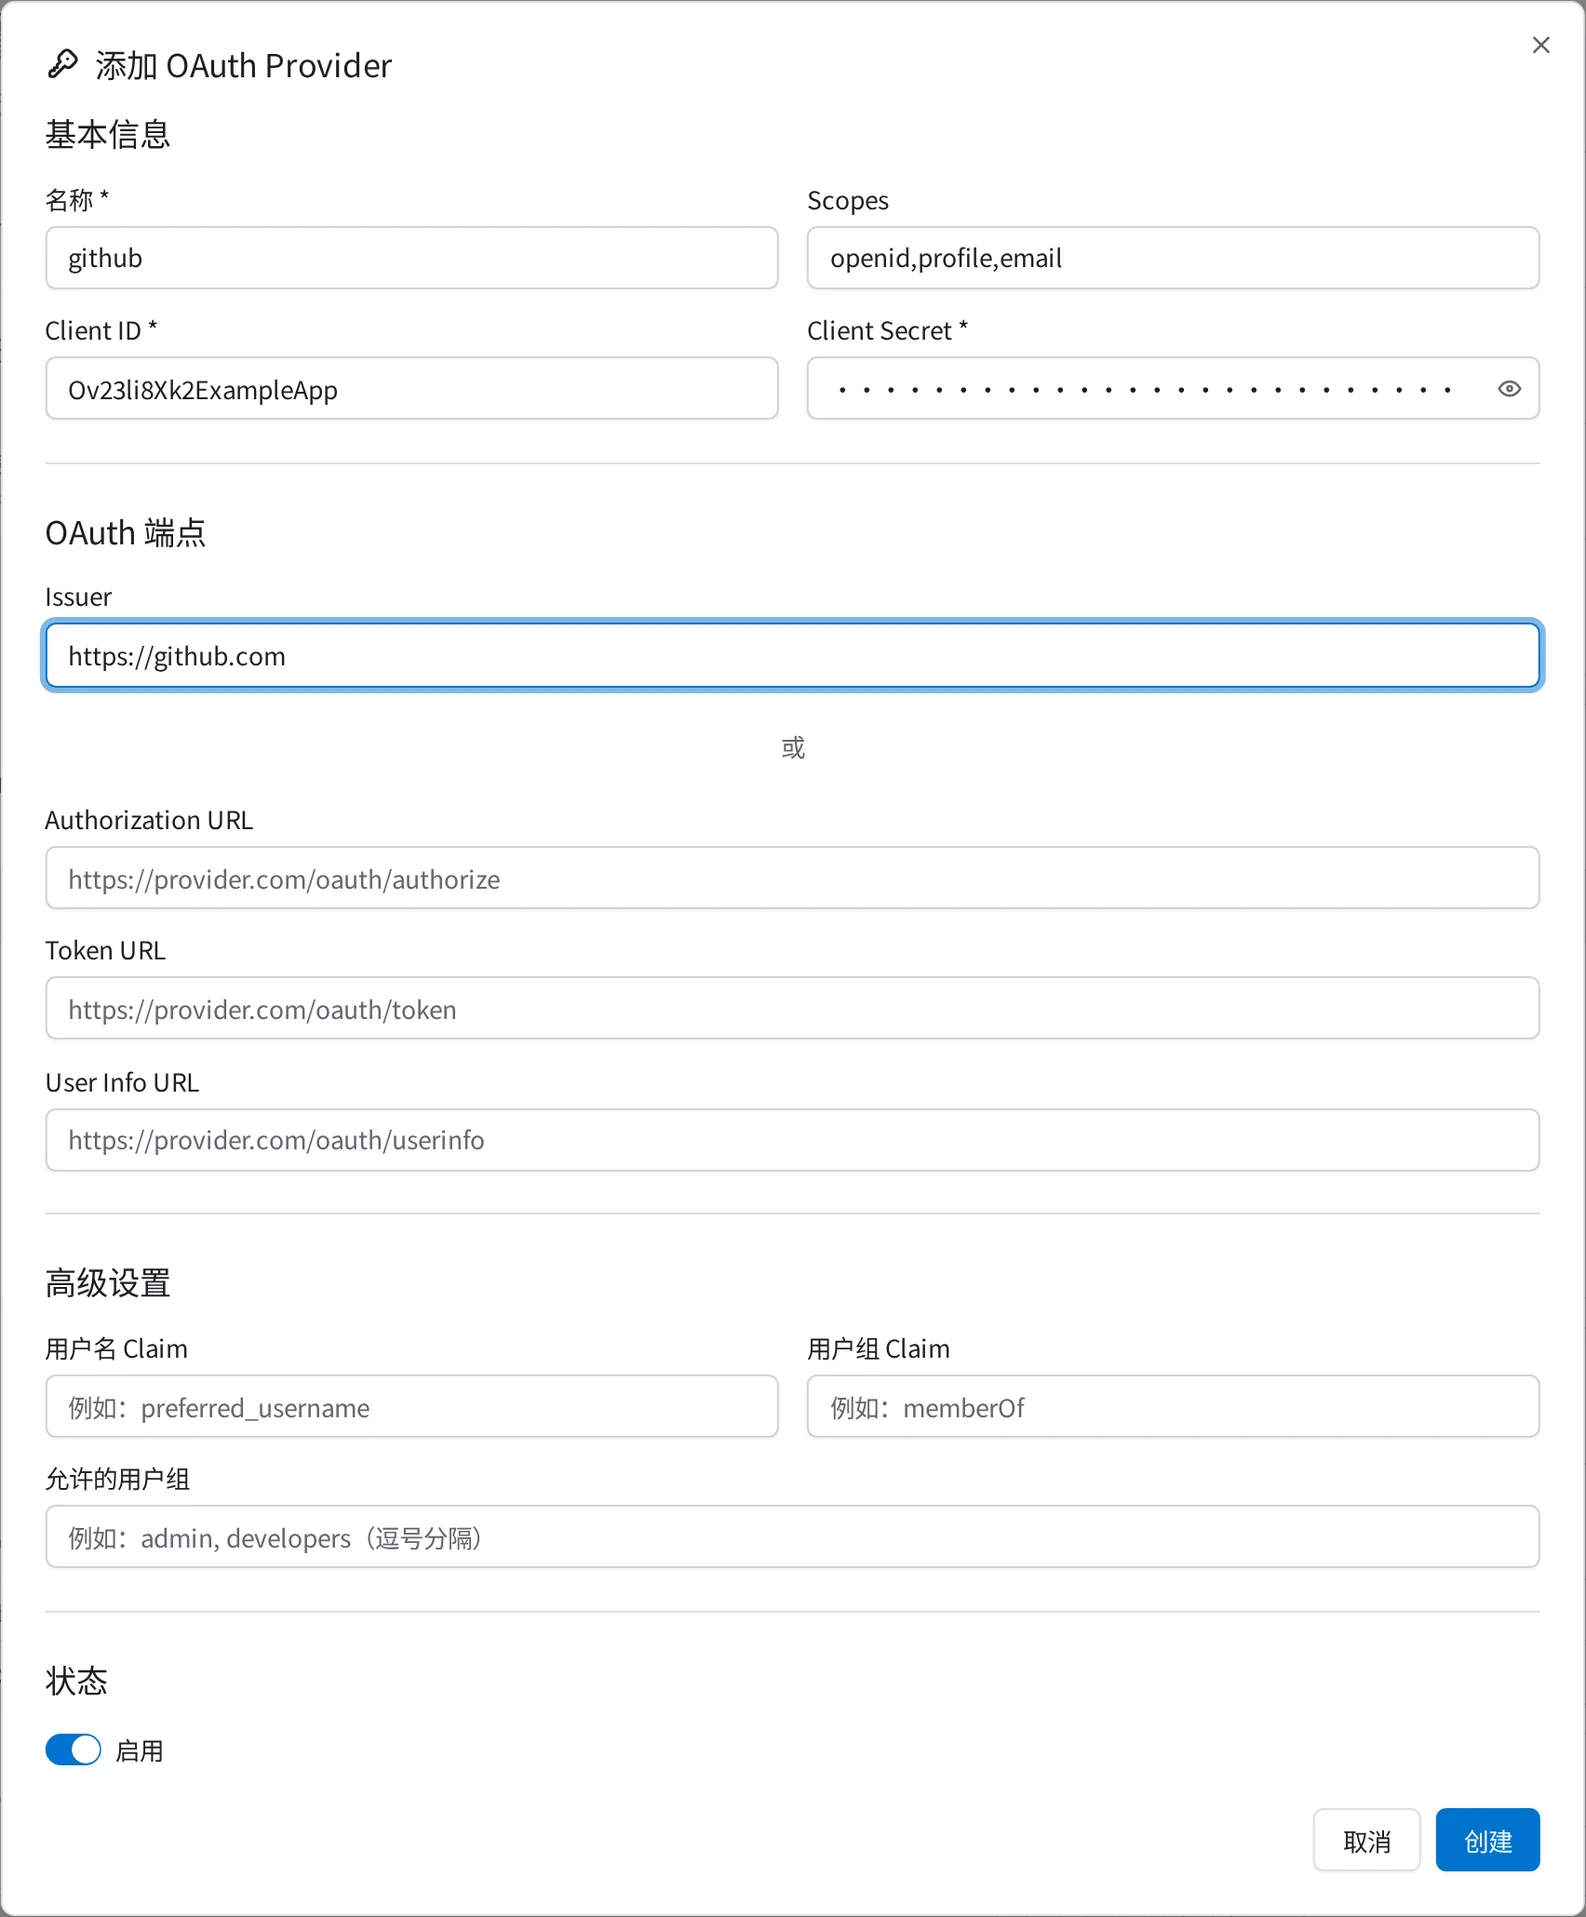 添加 OAuth Provider
基本信息
名称 *
Scopes
github
openid,profile,email
Client ID *
Client Secret *
Ov23li8Xk2ExampleApp
••••••••••••••••••••••••••
OAuth 端点
Issuer
https://github.com
或
Authorization URL
https://provider.com/oauth/authorize
Token URL
https://provider.com/oauth/token
User Info URL
https://provider.com/oauth/userinfo
高级设置
用户名 Claim
用户组 Claim
例如：preferred_username
例如：memberOf
允许的用户组
例如：admin, developers（逗号分隔）
状态
启用
取消
创建